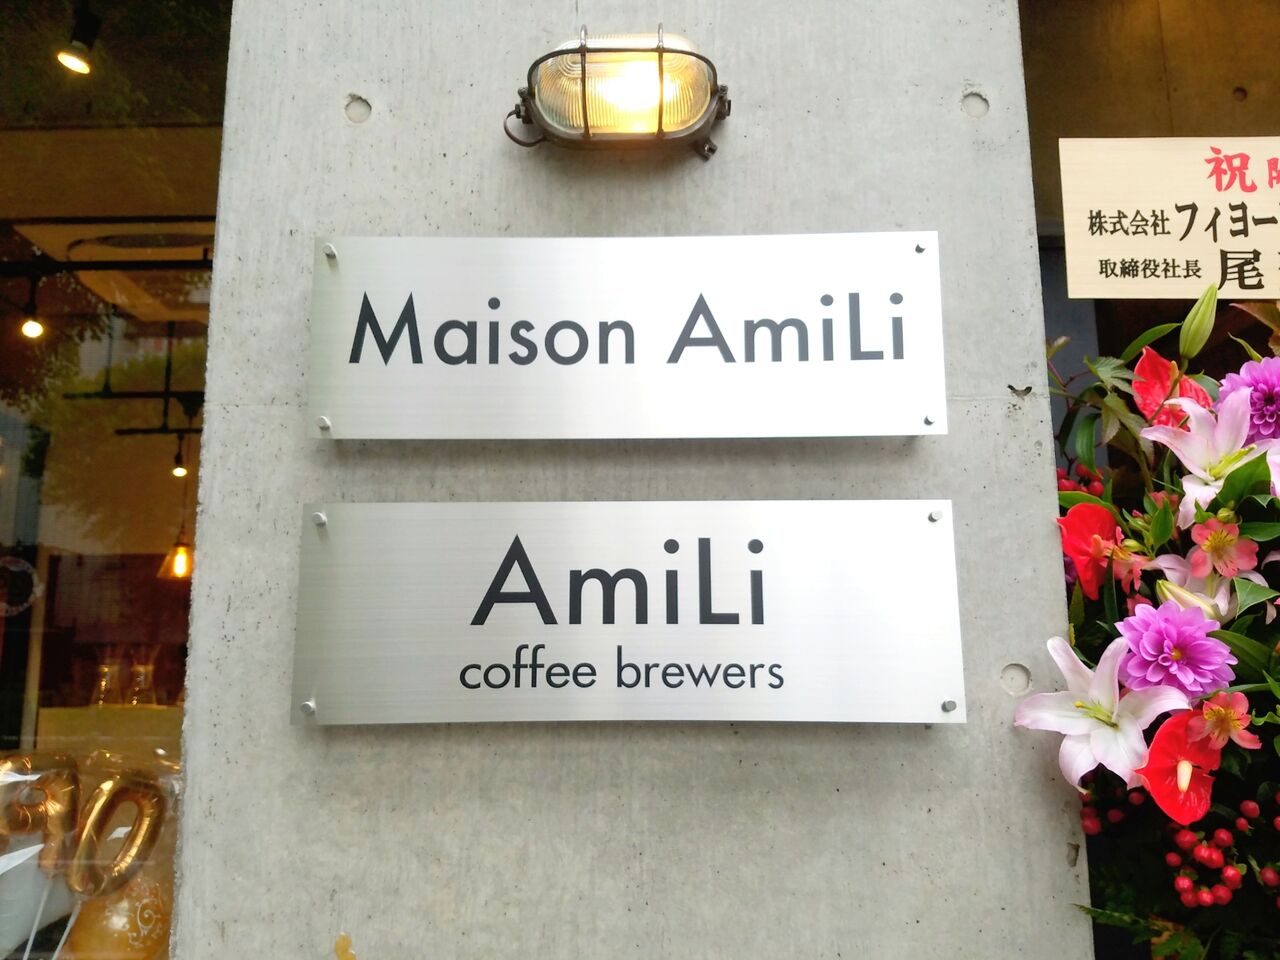 Maison AmiLi
AmiLi
coffee brewers
祝
株式会社フィヨー
取締役社長 尾